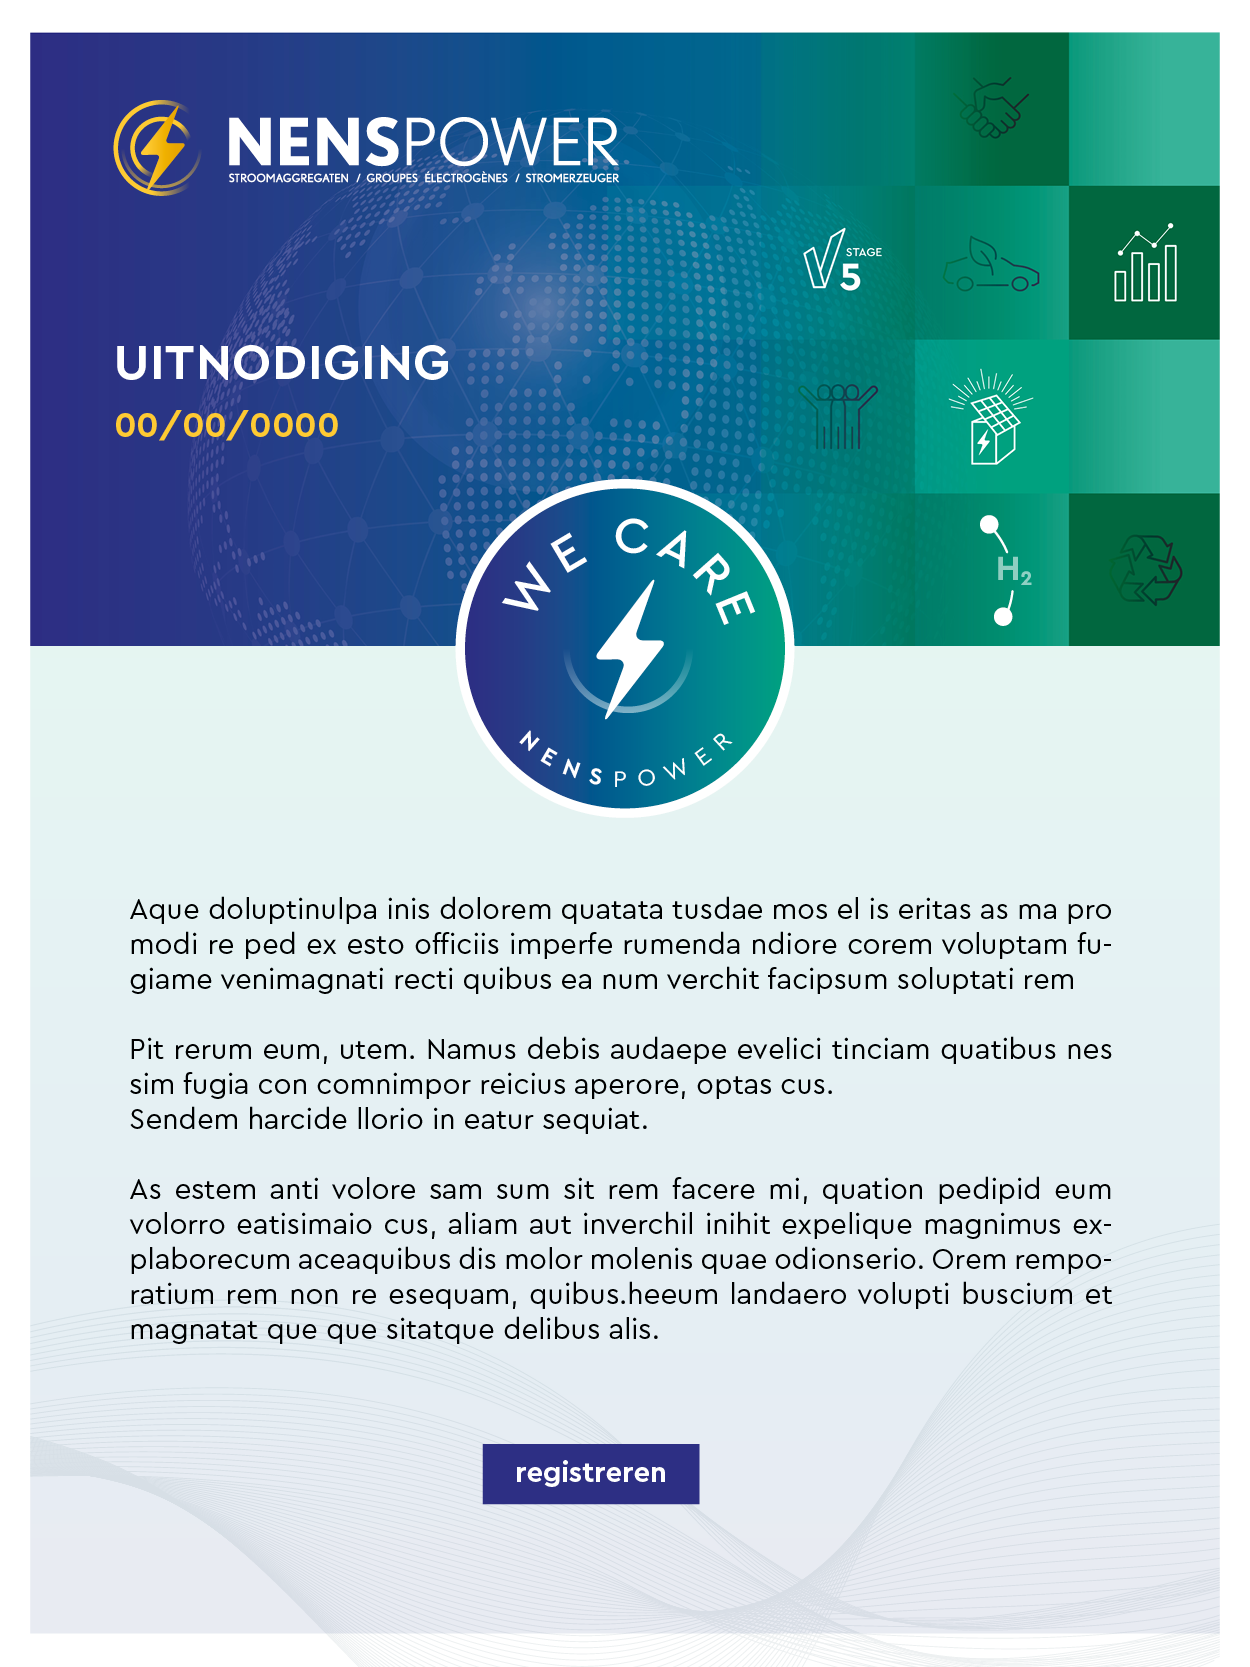 NENSPOWER
STROOMAGGREGATEN / GROUPES ÉLECTROGÈNES / STROMERZEUGER
STAGE
5
UITNODIGING
00/00/0000
H2
WE CARE
NENSPOWER
Aque doluptinulpa inis dolorem quatata tusdae mos el is eritas as ma pro
modi re ped ex esto officiis imperfe rumenda ndiore corem voluptam fu-
giame venimagnati recti quibus ea num verchit facipsum soluptati rem
Pit rerum eum, utem. Namus debis audaepe evelici tinciam quatibus nes
sim fugia con comnimpor reicius aperore, optas cus.
Sendem harcide llorio in eatur sequiat.
As estem anti volore sam sum sit rem facere mi, quation pedipid eum
volorro eatisimaio cus, aliam aut inverchil inihit expelique magnimus ex-
plaborecum aceaquibus dis molor molenis quae odionserio. Orem rempo-
ratium rem non re esequam, quibus.heeum landaero volupti buscium et
magnatat que que sitatque delibus alis.
registreren